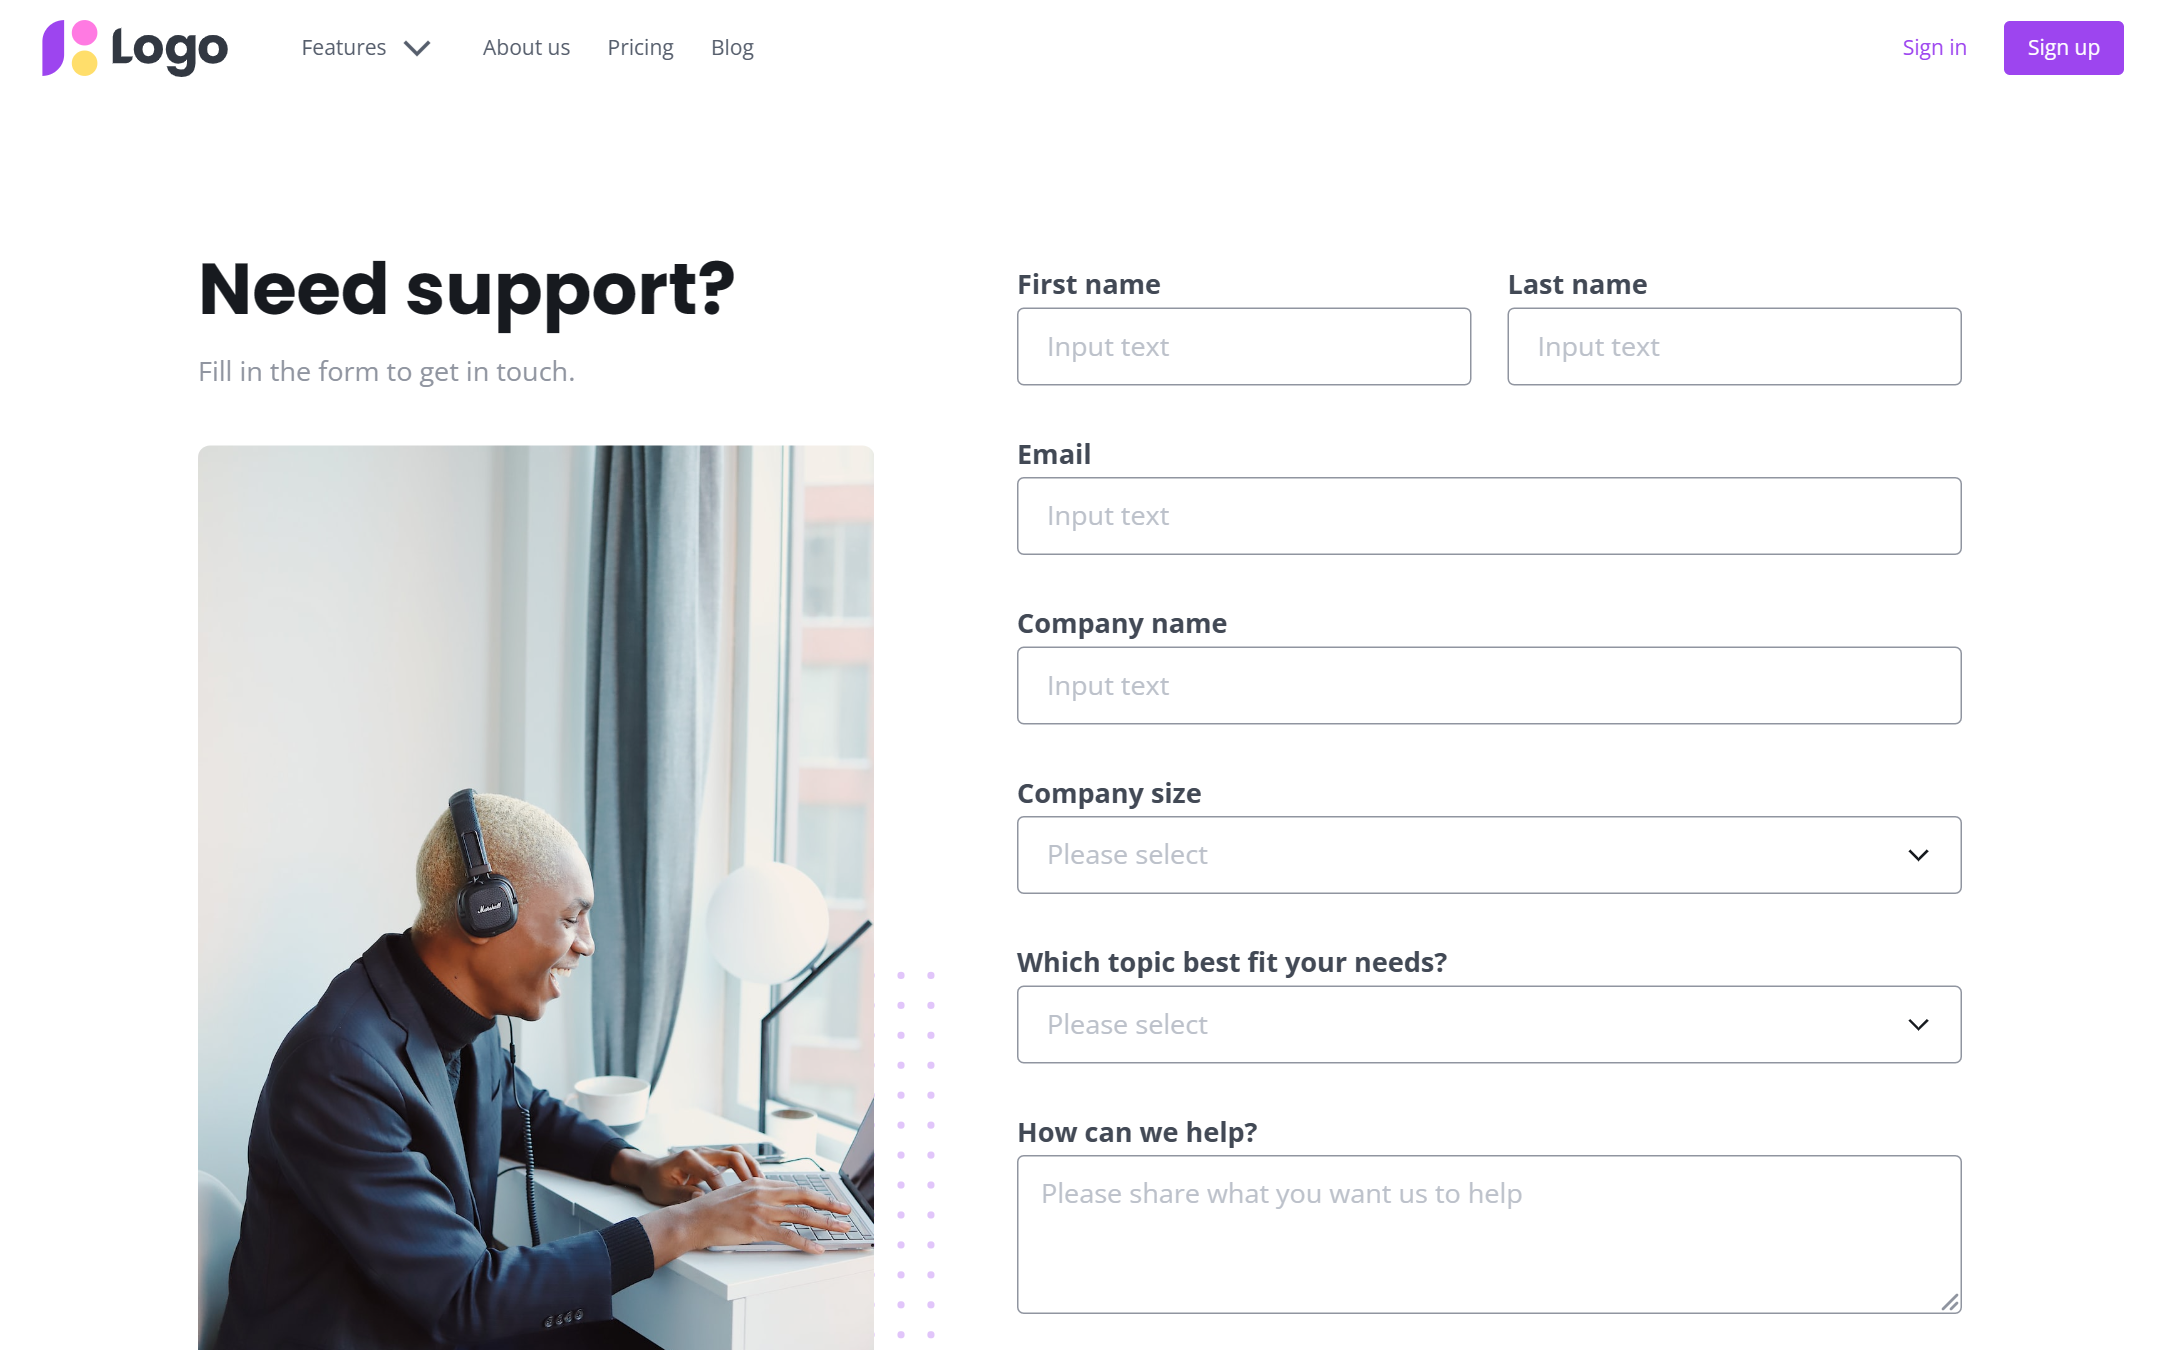 Logo
Features
About us
Pricing
Blog
Sign in
Sign up
Need support?
Fill in the form to get in touch.
Marshall
First name
Last name
Input text
Input text
Email
Input text
Company name
Input text
Company size
Please select
Which topic best fit your needs?
Please select
How can we help?
Please share what you want us to help